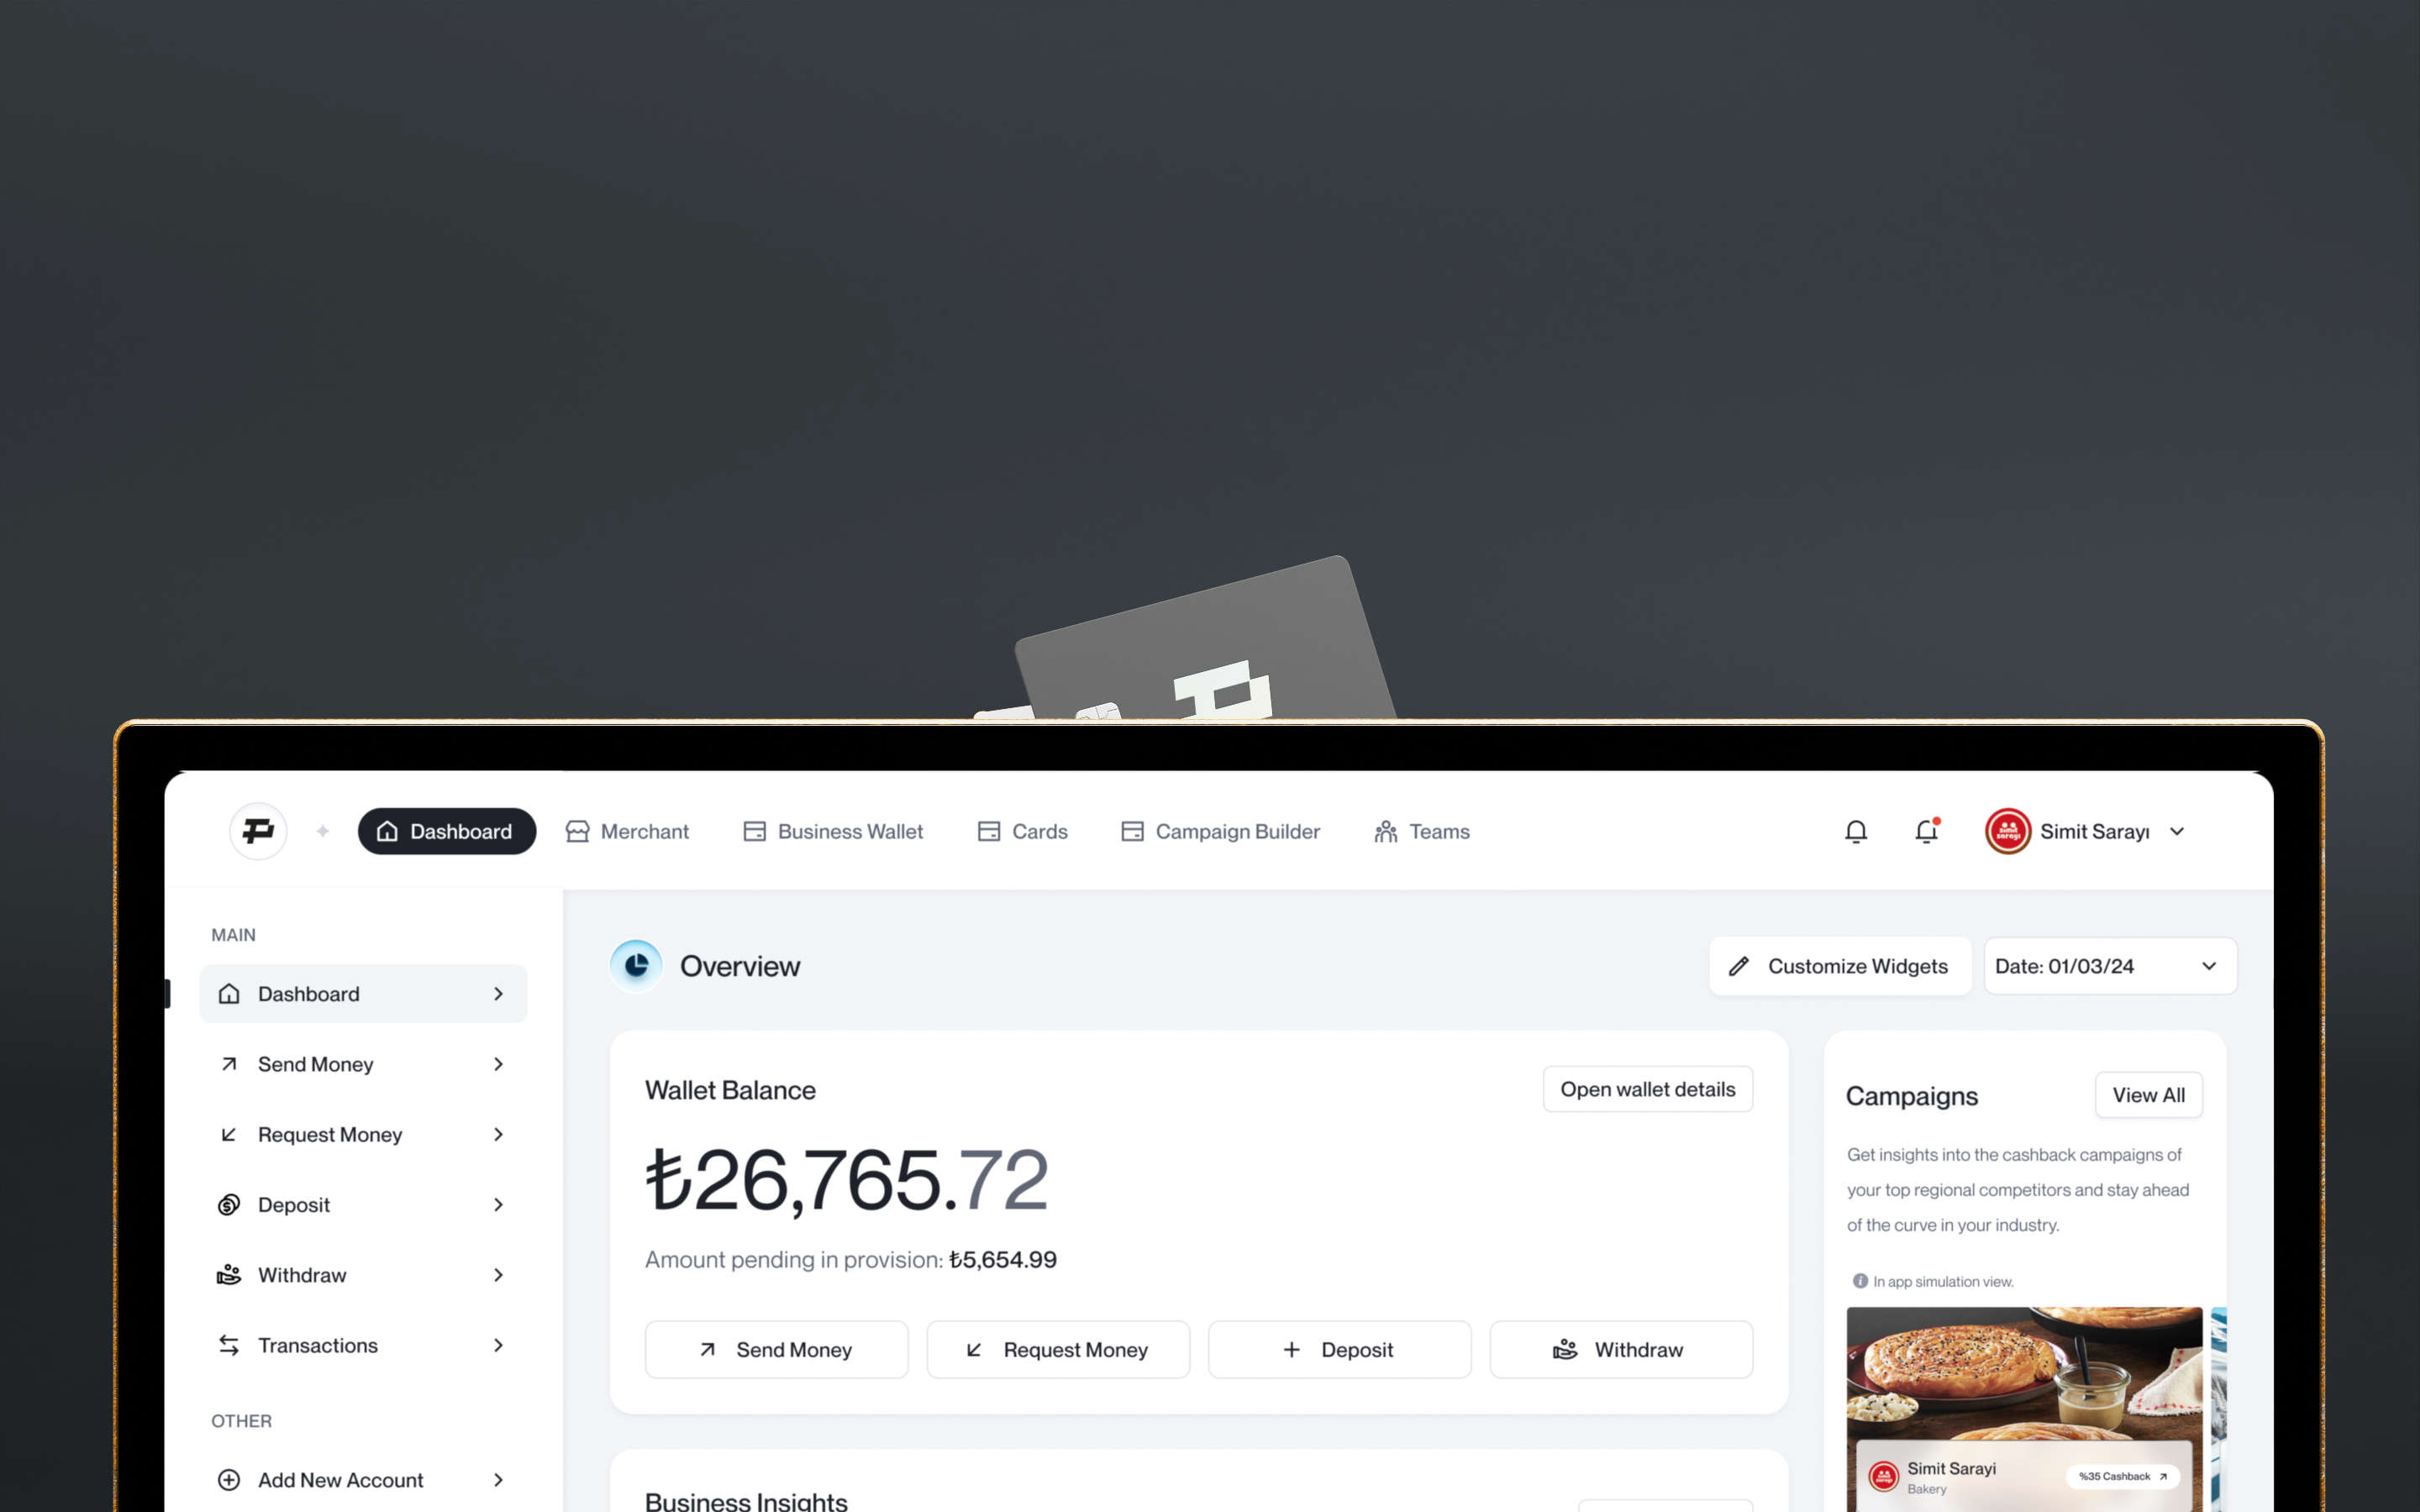 Dashboard
Merchant
Business Wallet
Cards
Campaign Builder
Teams
Simit Sarayı
MAIN
Dashboard
Send Money
Request Money
Deposit
Withdraw
Transactions
OTHER
Add New Account
Overview
Customize Widgets
Date: 01/03/24
Wallet Balance
Open wallet details
₺26,765.72
Amount pending in provision: ₺5,654.99
Send Money
Request Money
Deposit
Withdraw
Business Insights
Campaigns
View All
Get insights into the cashback campaigns of
your top regional competitors and stay ahead
of the curve in your industry.
In app simulation view.
Simit Sarayi
Bakery
%35 Cashback